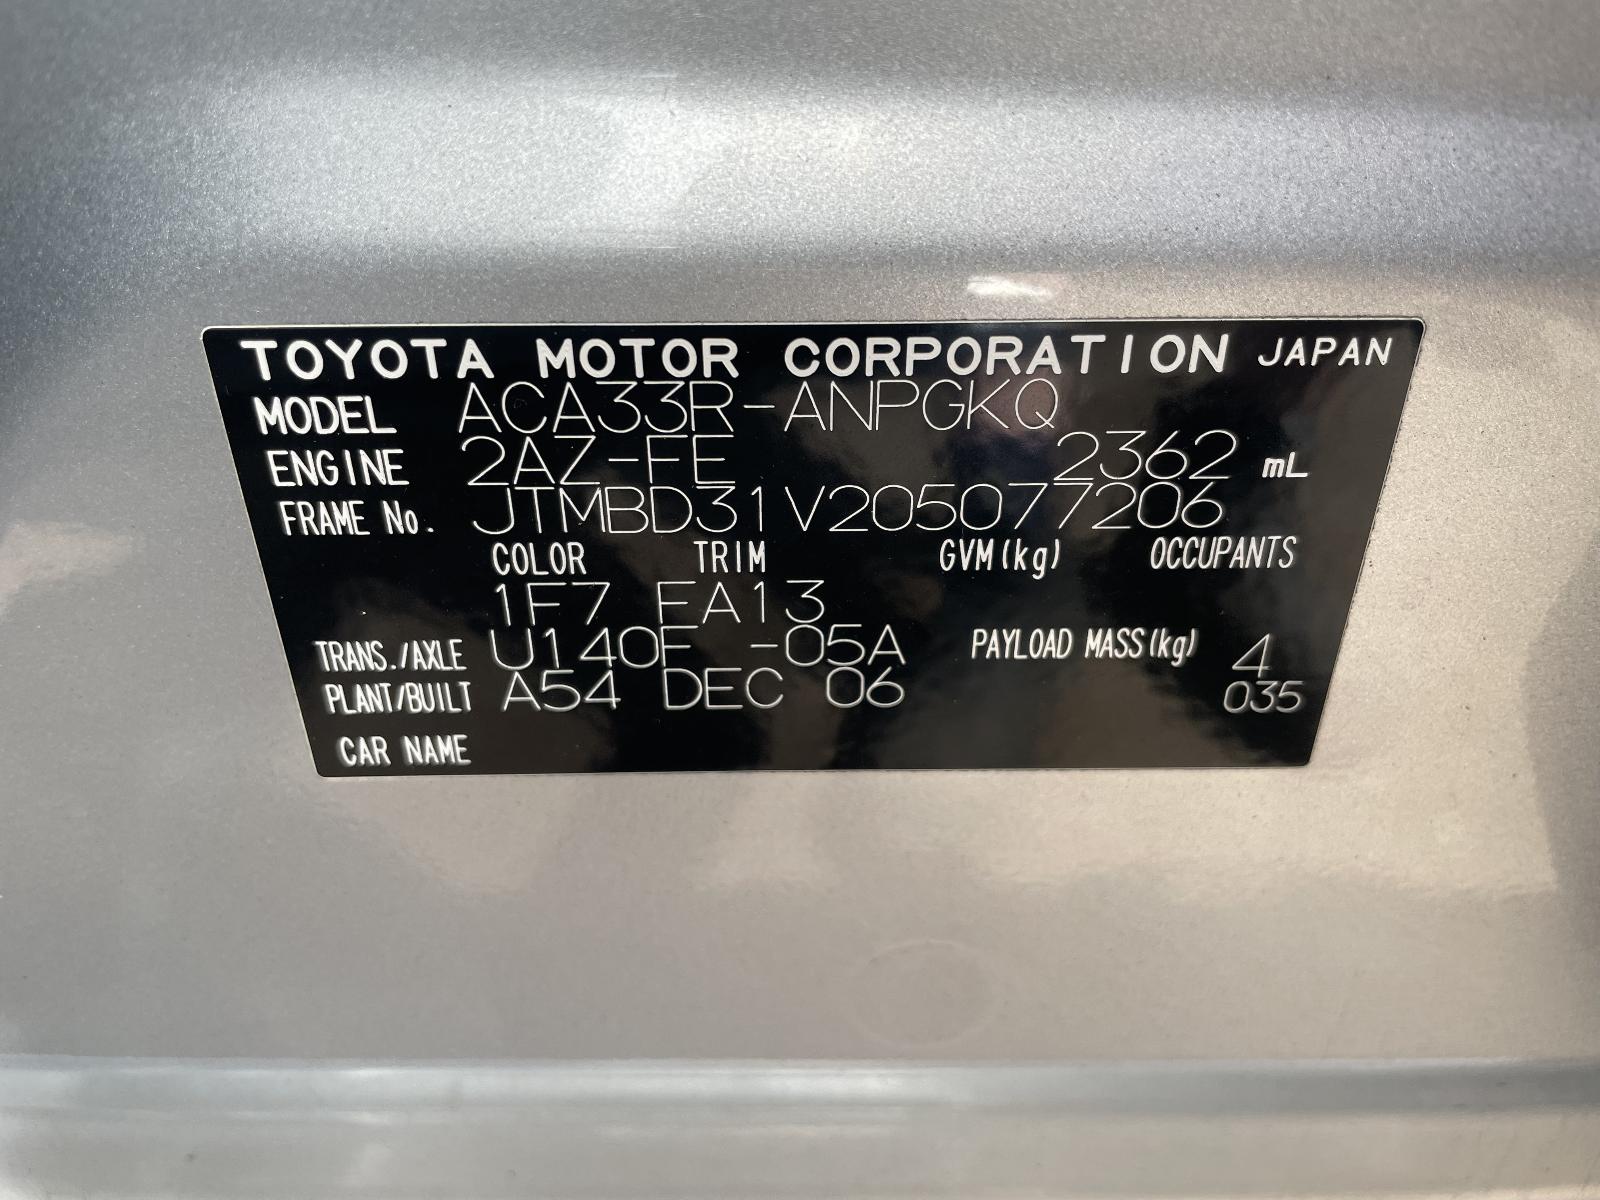 TOYOTA MOTOR CORPORATION JAPAN
MODEL ACA33R-ANPGKQ
ENGINE 2AZ-FE 2362 mL
FRAME No. JTMBD31V205077206
COLOR TRIM GVM(kg) OCCUPANTS
1F7 FA13
TRANS./AXLE U140F -05A PAYLOAD MASS(kg) 4
PLANT/BUILT A54 DEC 06 035
CAR NAME